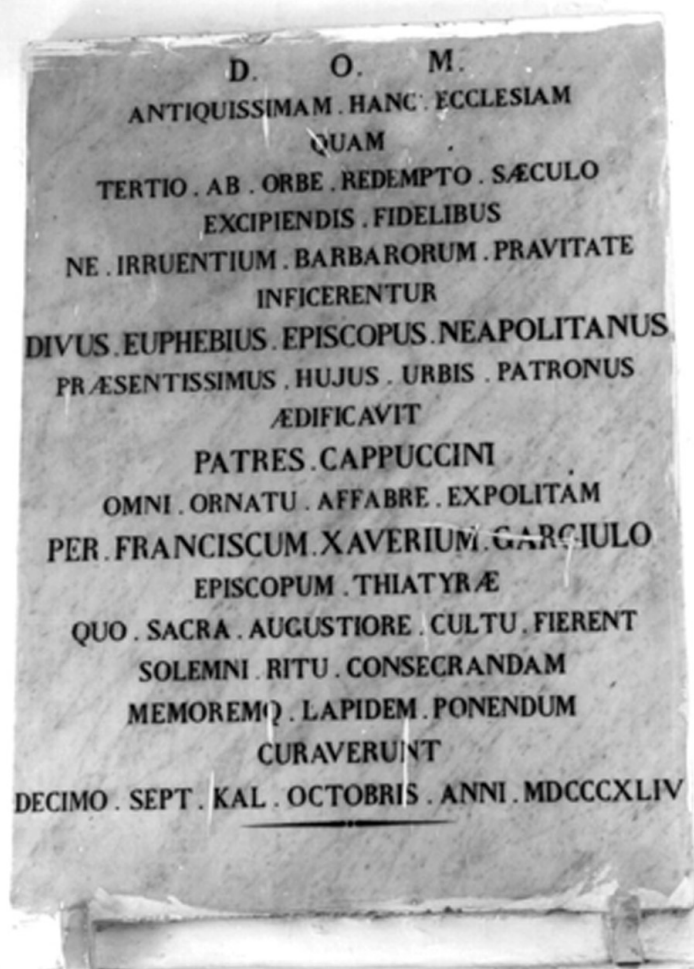 D. O. M.
ANTIQUISSIMAM . HANC . ECCLESIAM
QUAM
TERTIO . AB . ORBE . REDEMPTO . SÆCULO
EXCIPIENDIS . FIDELIBUS
NE . IRRUENTIUM . BARBARORUM . PRAVITATE
INFICERENTUR
DIVUS . EUPHEBIUS . EPISCOPUS . NEAPOLITANUS
PRÆSENTISSIMUS . HUJUS . URBIS . PATRONUS
ÆDIFICAVIT
PATRES . CAPPUCCINI
OMNI . ORNATU . AFFABRE . EXPOLITAM
PER . FRANCISCUM . XAVERIUM . GARGIULO
EPISCOPUM . THIATYRÆ
QUO . SACRA . AUGUSTIORE . CULTU . FIERENT
SOLEMNI . RITU . CONSECRANDAM
MEMOREMQ . LAPIDEM . PONENDUM
CURAVERUNT
DECIMO . SEPT . KAL . OCTOBRIS . ANNI . MDCCCXLIV